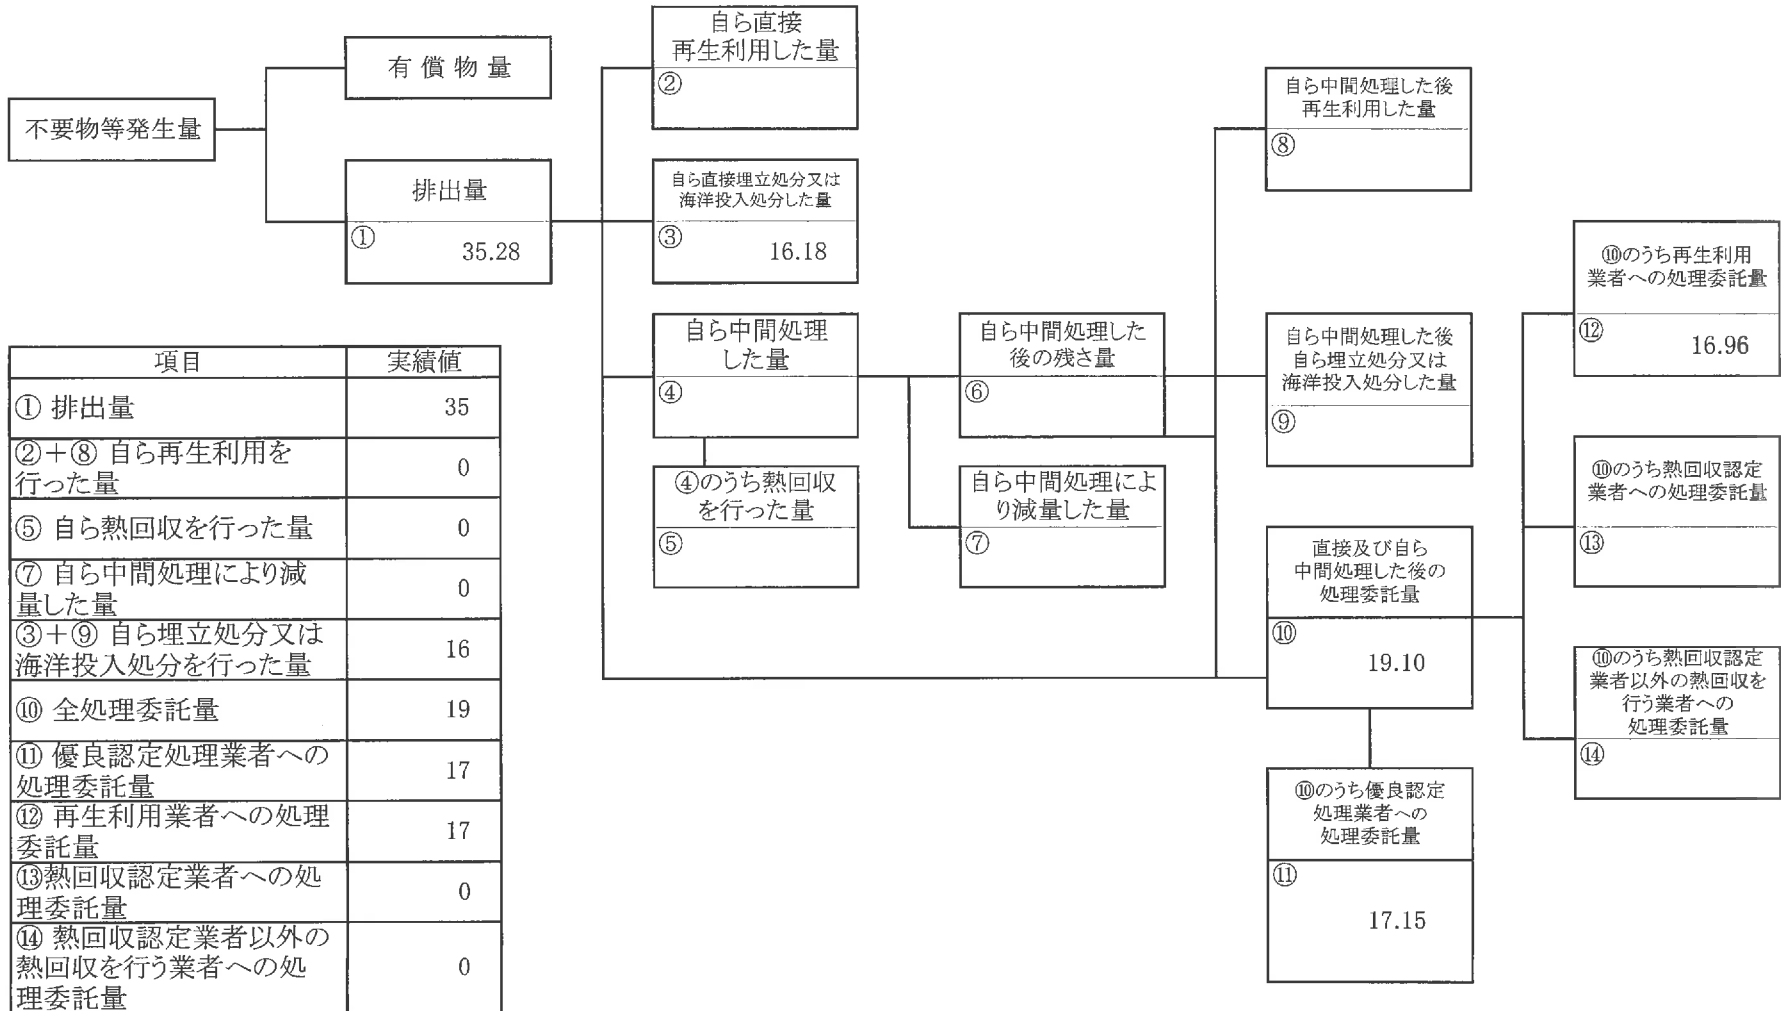 不要物等発生量
有償物量
排出量
①
35.28
自ら直接
再生利用した量
②
自ら直接埋立処分又は
海洋投入処分した量
③
16.18
自ら中間処理
した量
④
④のうち熱回収
を行った量
⑤
自ら中間処理した
後の残さ量
⑥
自ら中間処理によ
り減量した量
⑦
自ら中間処理した後
再生利用した量
⑧
自ら中間処理した後
自ら埋立処分又は
海洋投入処分した量
⑨
直接及び自ら
中間処理した後の
処理委託量
⑩
19.10
⑩のうち優良認定
処理業者への
処理委託量
⑪
17.15
⑩のうち再生利用
業者への処理委託量
⑫
16.96
⑩のうち熱回収認定
業者への処理委託量
⑬
⑩のうち熱回収認定
業者以外の熱回収を
行う業者への
処理委託量
⑭
項目 実績値
① 排出量 35
②＋⑧ 自ら再生利用を
行った量 0
⑤ 自ら熱回収を行った量 0
⑦ 自ら中間処理により減
量した量 0
③＋⑨ 自ら埋立処分又は
海洋投入処分を行った量 16
⑩ 全処理委託量 19
⑪ 優良認定処理業者への
処理委託量 17
⑫ 再生利用業者への処理
委託量 17
⑬熱回収認定業者への処
理委託量 0
⑭ 熱回収認定業者以外の
熱回収を行う業者への処
理委託量 0